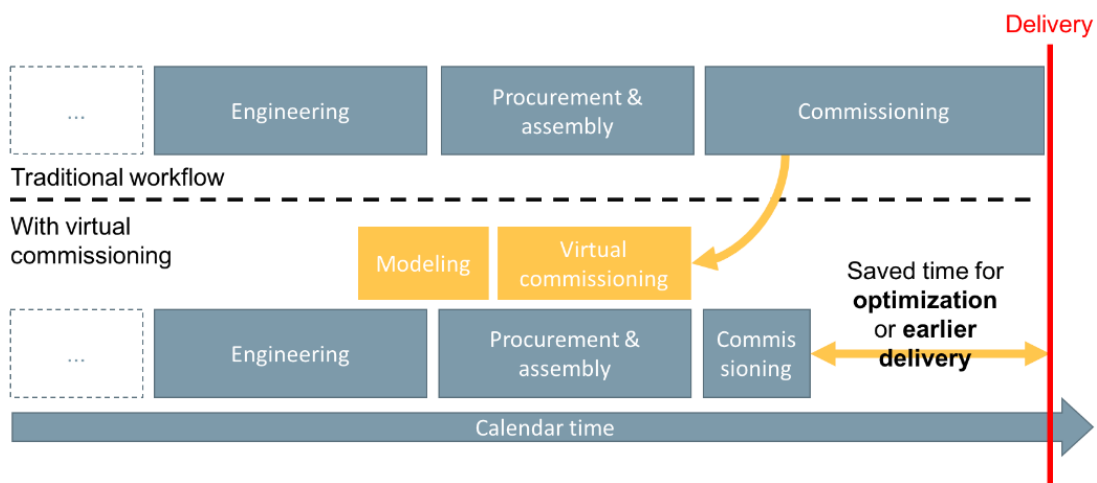 Delivery
...
Engineering
Procurement &
assembly
Commissioning
Traditional workflow
With virtual
commissioning
Modeling
Virtual
commissioning
Saved time for
optimization
or earlier
delivery
...
Engineering
Procurement &
assembly
Commis
sioning
Calendar time